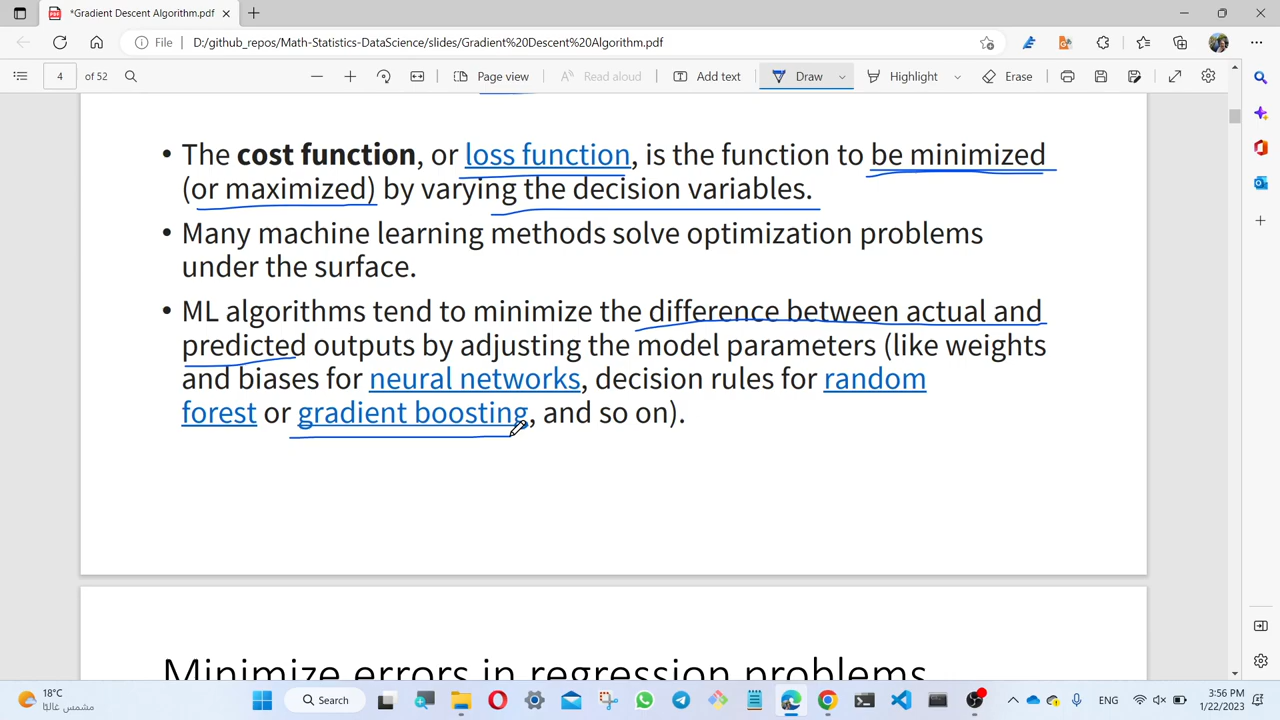 *Gradient Descent Algorithm.pdf
File D:/github_repos/Math-Statistics-DataScience/slides/Gradient%20Descent%20Algorithm.pdf
4 of 52 Page view Read aloud Add text Draw Highlight Erase
• The cost function, or loss function, is the function to be minimized
(or maximized) by varying the decision variables.
• Many machine learning methods solve optimization problems
under the surface.
• ML algorithms tend to minimize the difference between actual and
predicted outputs by adjusting the model parameters (like weights
and biases for neural networks, decision rules for random
forest or gradient boosting, and so on).
Minimize errors in regression problems
18°C
مشمس غالبًا
Search
ENG
3:56 PM
1/22/2023